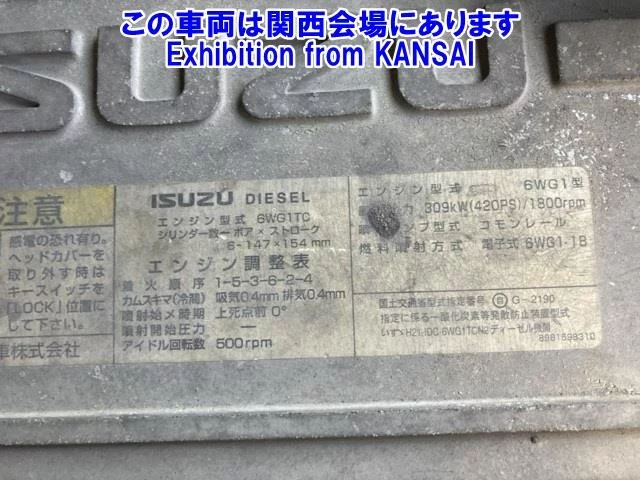 この車両は関西会場にあります
Exhibition from KANSAI
SUZU
注意
感電の恐れ有り。
ヘッドカバーを
取り外す時は
キースイッチを
「LOCK」位置に
して下さい。
車株式会社
ISUZU DIESEL
エンジン型式 6WG1TC
シリンダ数ーボア × ストローク
6-147×154mm
エンジン調整表
着火順序 1-5-3-6-2-4
カムスキマ(冷間) 吸気0.4mm 排気0.4mm
噴射始メ時期 上死点前 0°
噴射開始圧力 ―
アイドル回転数 500rpm
エンジン型式 6WG1型
力 309kW(420PS)/1800rpm
プ型式 コモンレール
燃料噴射方式 電子式 6WG1-1B
国土交通省型式指定番号 Ⓑ G-2190
指定に係る一酸化炭素等発散防止装置型式
いすゞH21.IDC・6WG1TCN2ディーゼル機関
8981598310